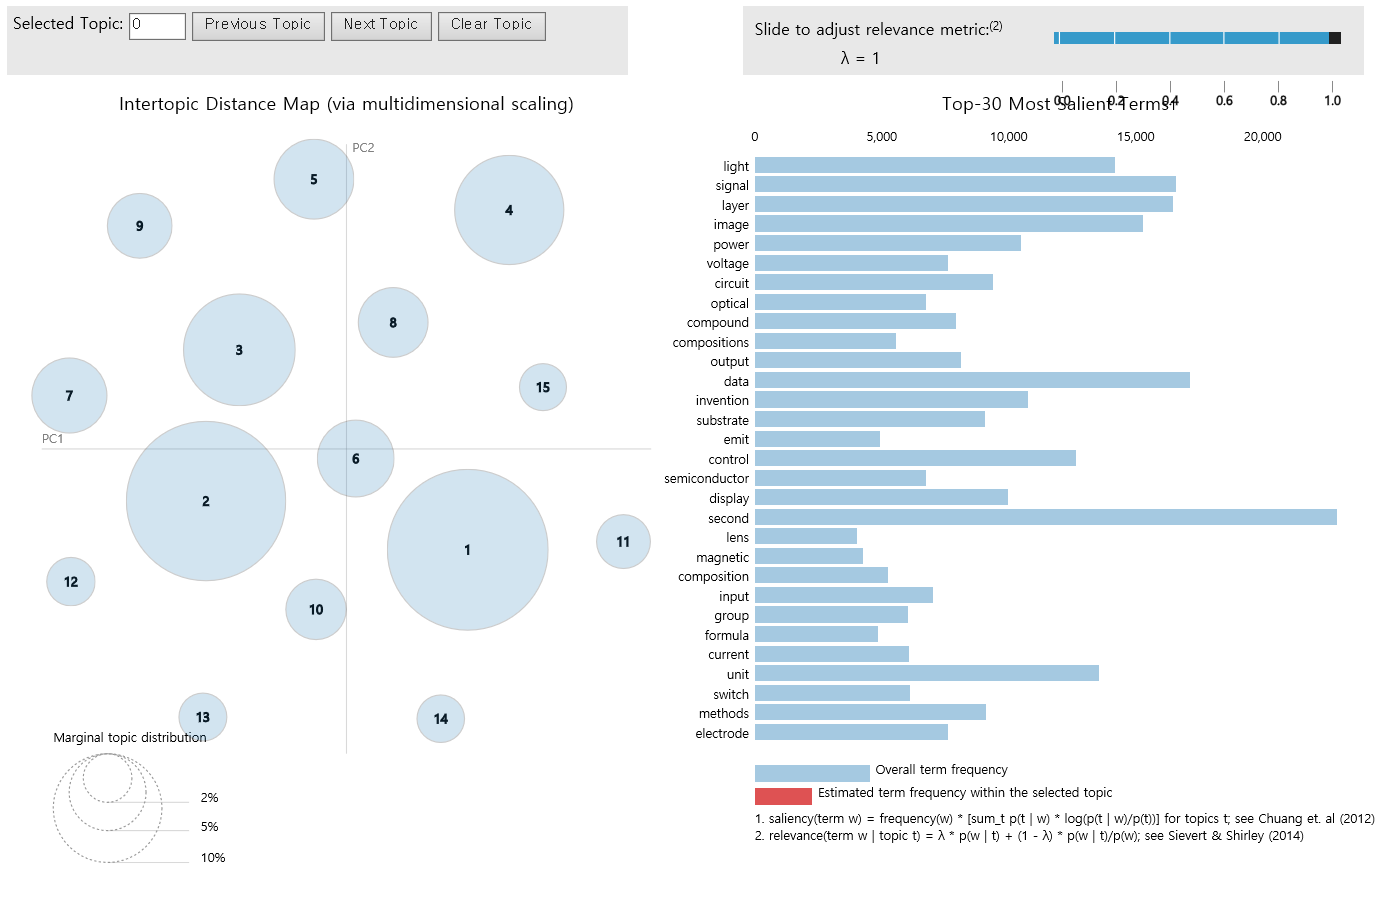 Selected Topic: 0 Previous Topic Next Topic Clear Topic
Slide to adjust relevance metric:(2)
λ = 1
0.0 0.2 0.4 0.6 0.8 1.0
Intertopic Distance Map (via multidimensional scaling)
PC2
PC1
5
4
9
8
3
15
7
6
2
1
11
12
10
13
14
Marginal topic distribution
2%
5%
10%
Top-30 Most Salient Terms1
0 5,000 10,000 15,000 20,000
light
signal
layer
image
power
voltage
circuit
optical
compound
compositions
output
data
invention
substrate
emit
control
semiconductor
display
second
lens
magnetic
composition
input
group
formula
current
unit
switch
methods
electrode
Overall term frequency
Estimated term frequency within the selected topic
1. saliency(term w) = frequency(w) * [sum_t p(t | w) * log(p(t | w)/p(t))] for topics t; see Chuang et. al (2012)
2. relevance(term w | topic t) = λ * p(w | t) + (1 - λ) * p(w | t)/p(w); see Sievert & Shirley (2014)